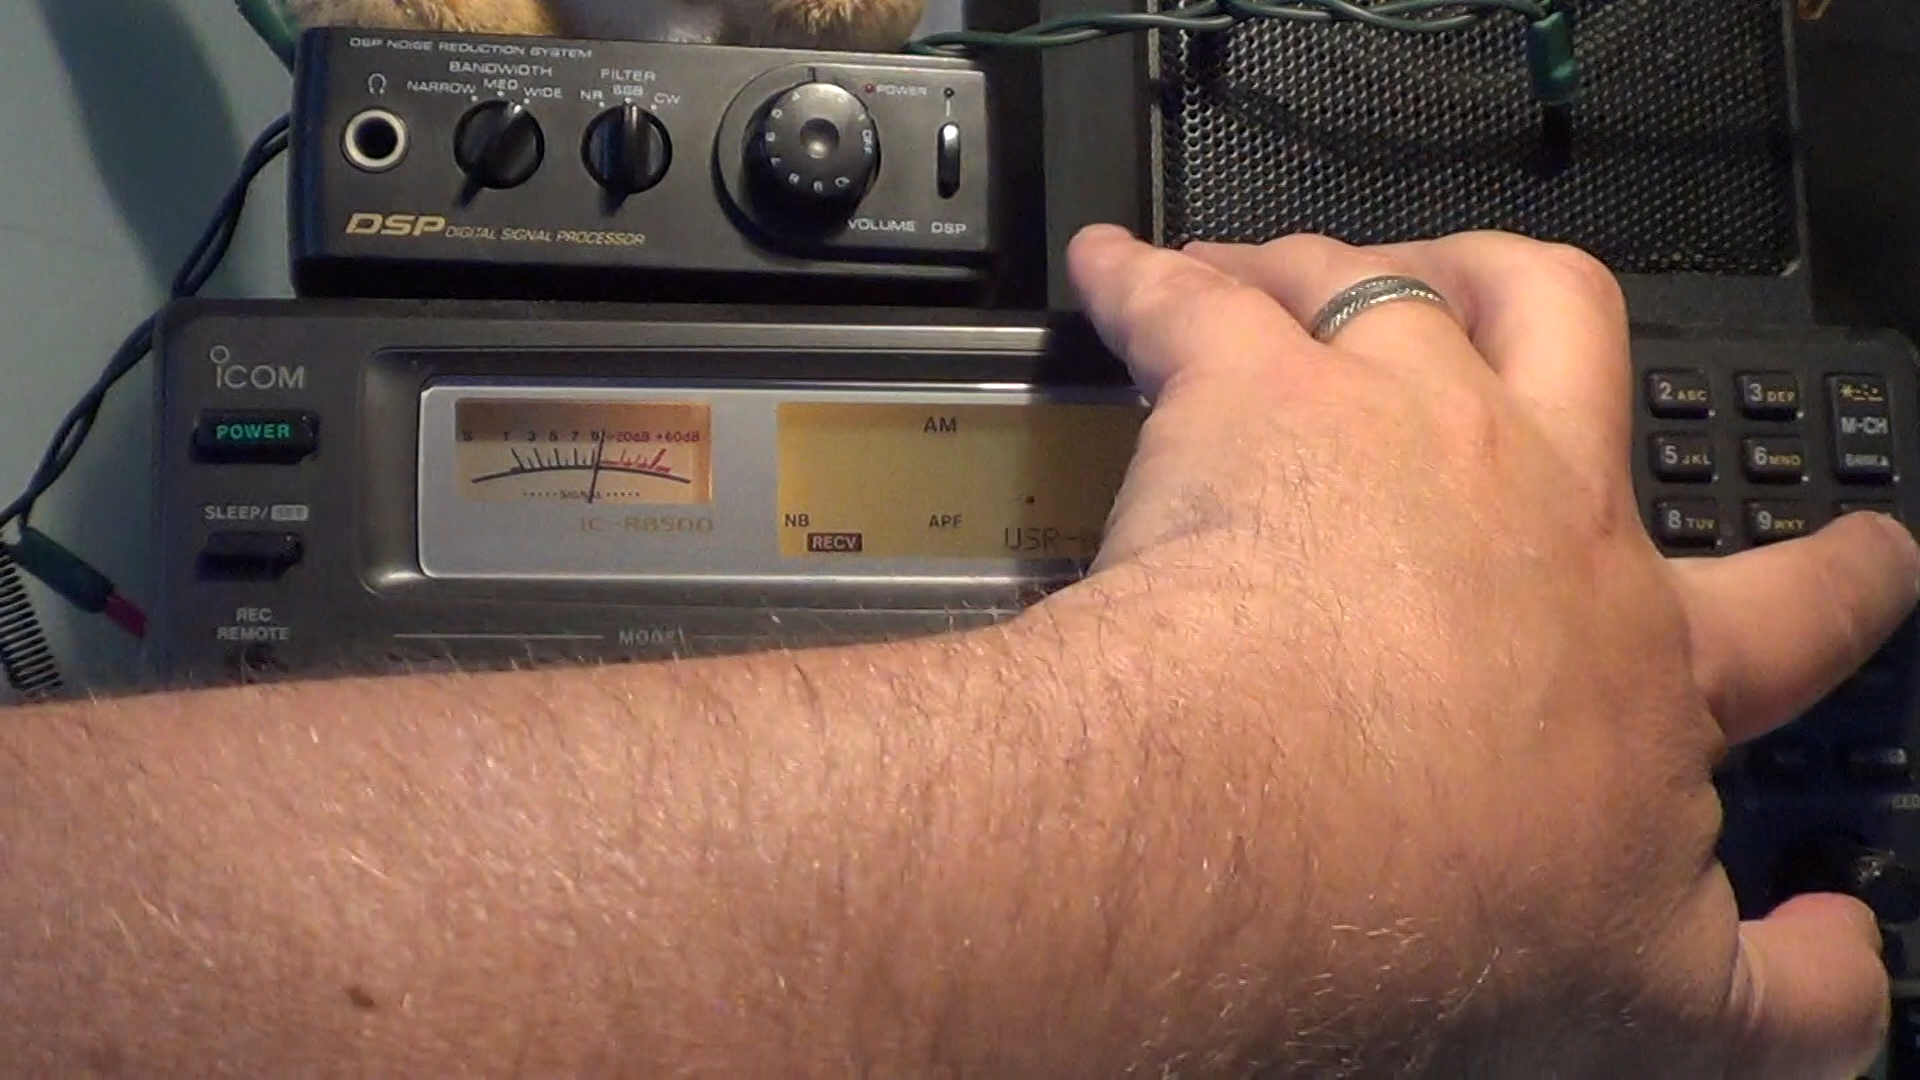 DSP NOISE REDUCTION SYSTEM
BANDWIDTH
NARROW MED WIDE
FILTER
NR SSB CW
POWER
OFF
VOLUME DSP
DSP DIGITAL SIGNAL PROCESSOR
ICOM
POWER
SLEEP/SET
REC
REMOTE
S 1 3 5 7 9 +20dB +60dB
SIGNAL
IC-R8500
AM
NB
RECV
APF
USR-
MODE
2 ABC 3 DEF
M-CH
5 JKL 6 MNO
BANK▲
8 TUV 9 WXY